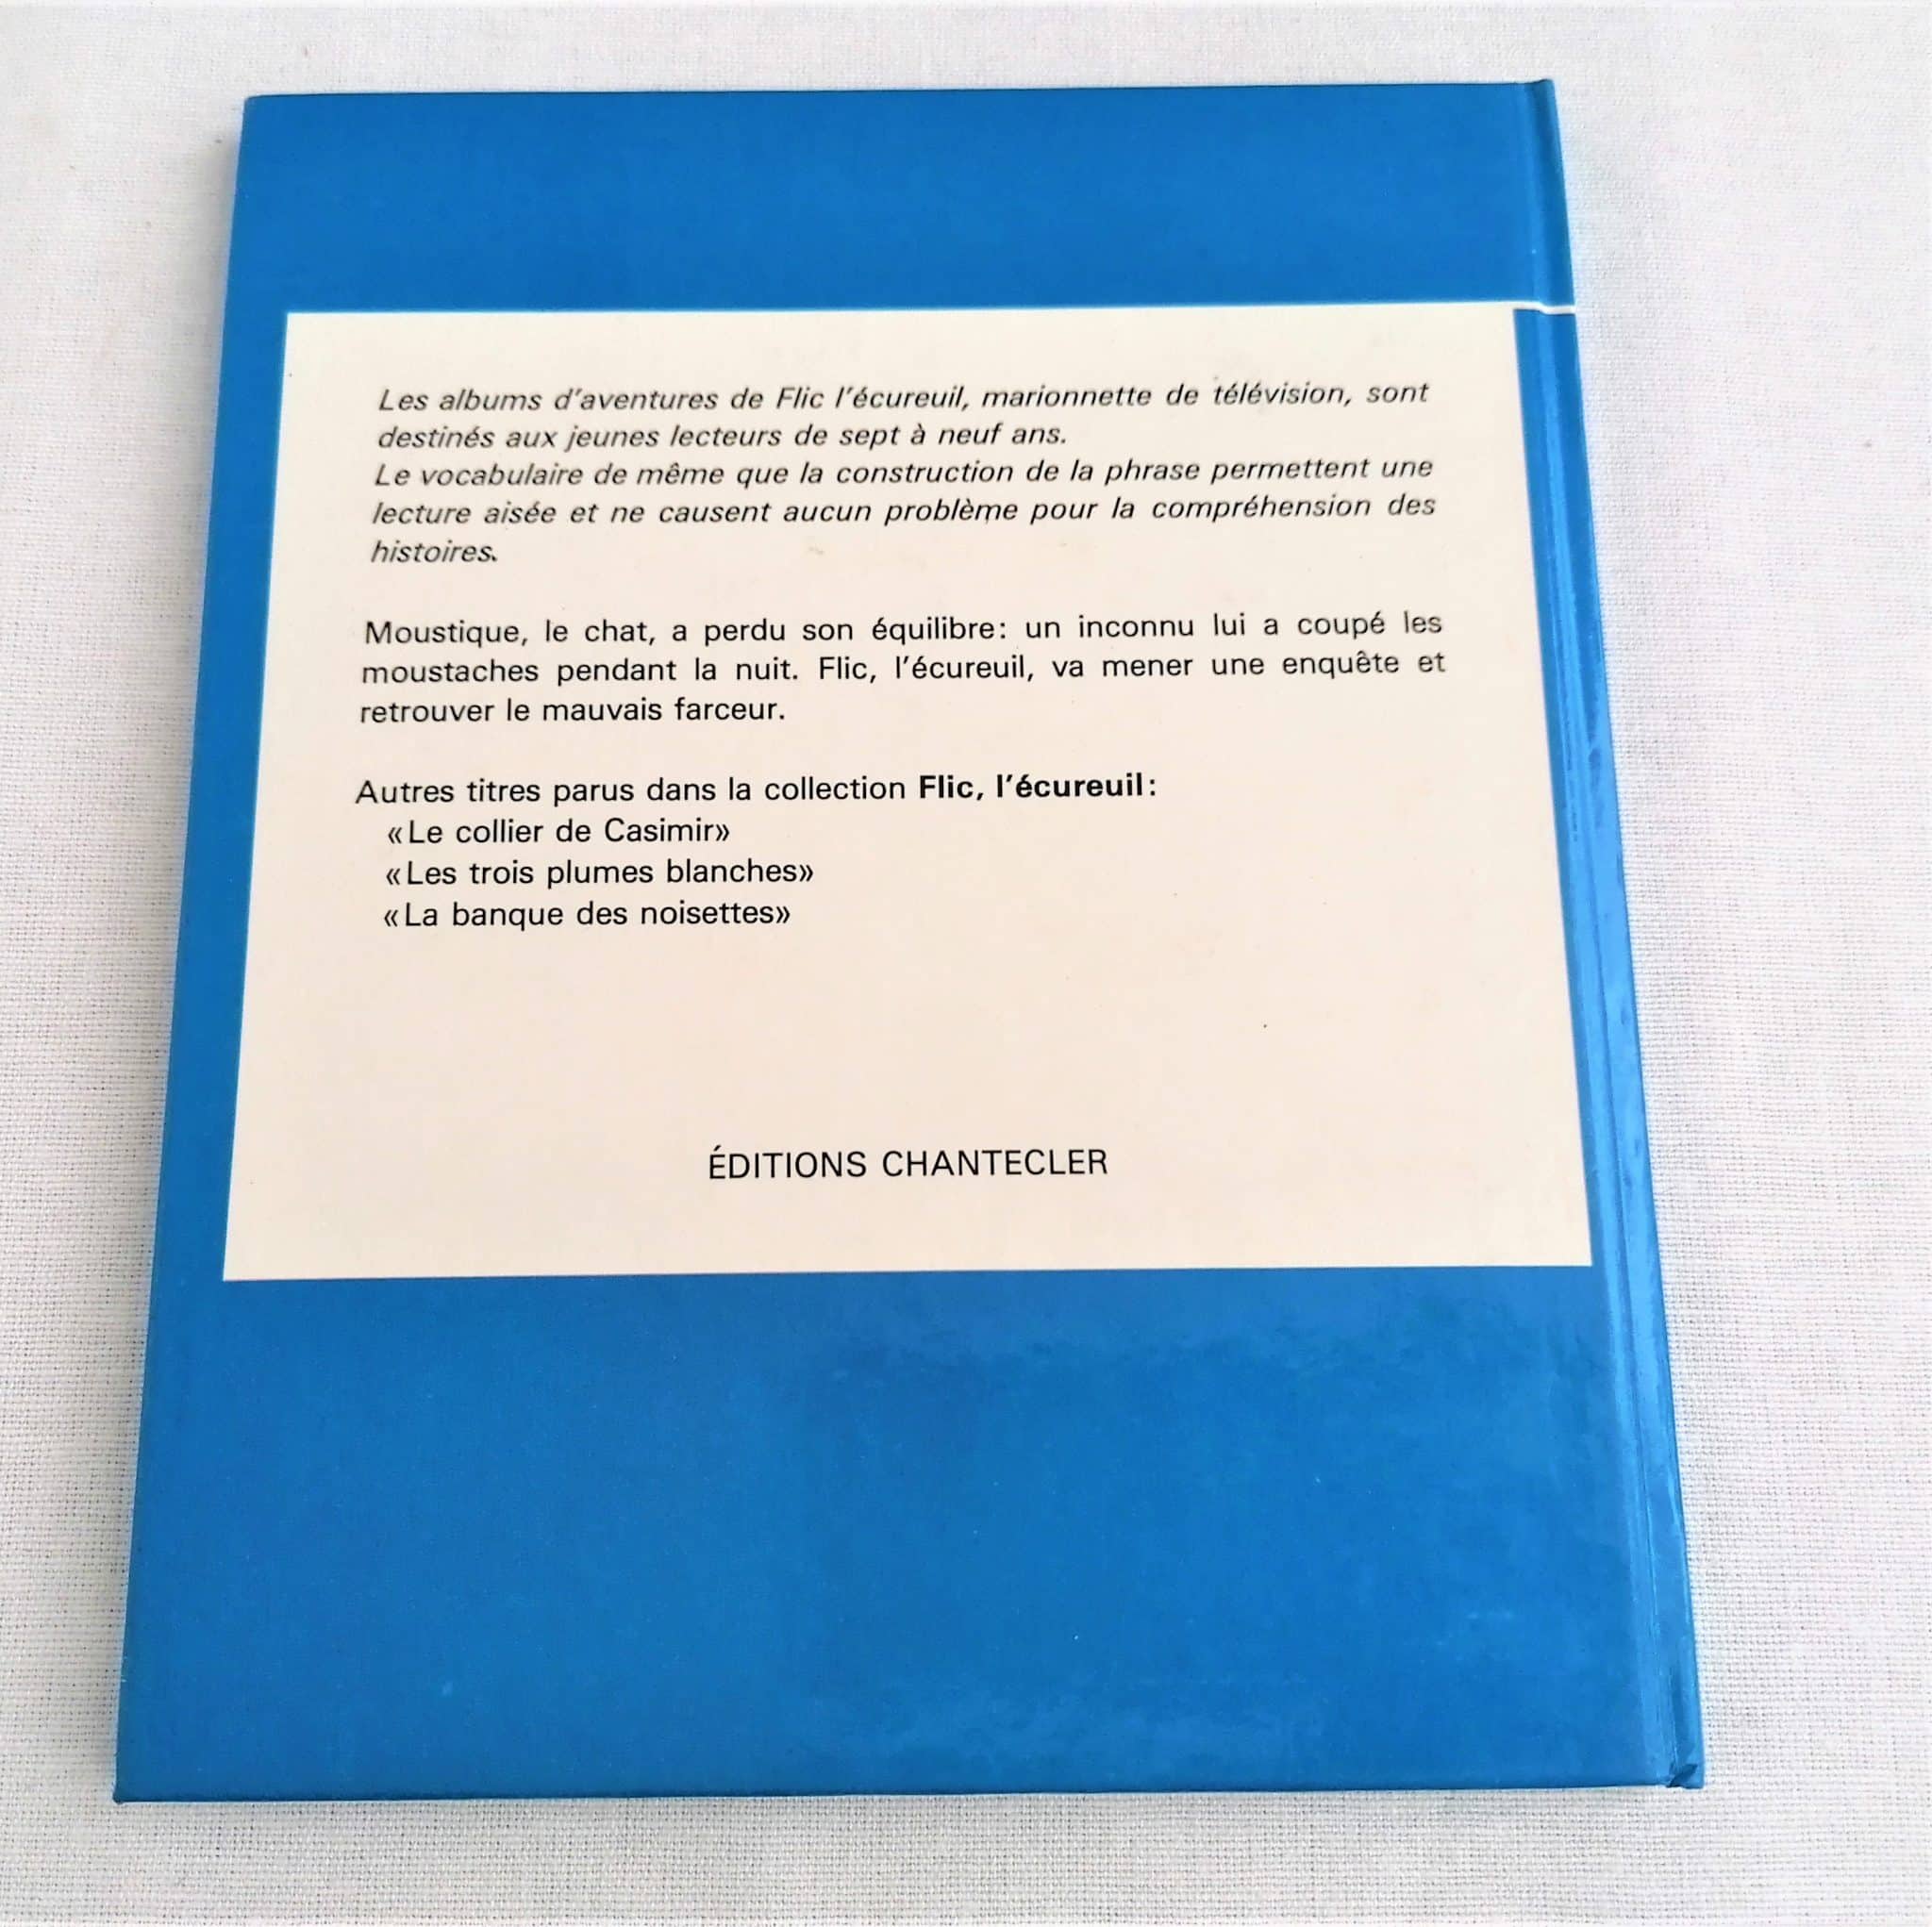 Les albums d'aventures de Flic l'écureuil, marionnette de télévision, sont
destinés aux jeunes lecteurs de sept à neuf ans.
Le vocabulaire de même que la construction de la phrase permettent une
lecture aisée et ne causent aucun problème pour la compréhension des
histoires.
Moustique, le chat, a perdu son équilibre: un inconnu lui a coupé les
moustaches pendant la nuit. Flic, l'écureuil, va mener une enquête et
retrouver le mauvais farceur.
Autres titres parus dans la collection Flic, l'écureuil:
«Le collier de Casimir»
«Les trois plumes blanches»
«La banque des noisettes»
ÉDITIONS CHANTECLER